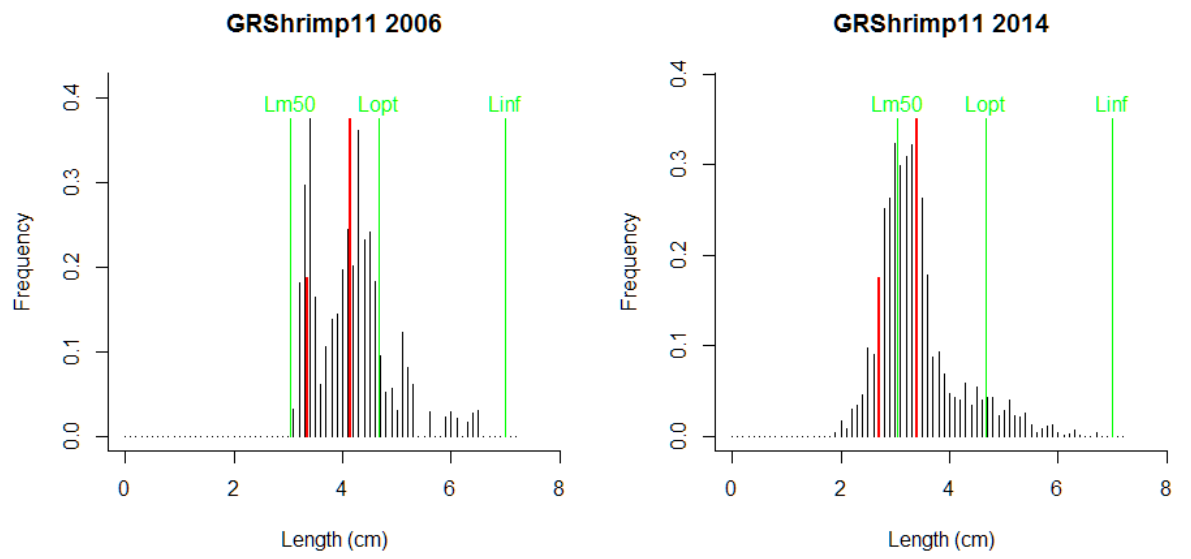 GRShrimp11 2006
Lm50 Lopt Linf
0.4
0.3
0.2
0.1
0.0
Frequency
0 2 4 6 8
Length (cm)
GRShrimp11 2014
Lm50 Lopt Linf
0.4
0.3
0.2
0.1
0.0
Frequency
0 2 4 6 8
Length (cm)